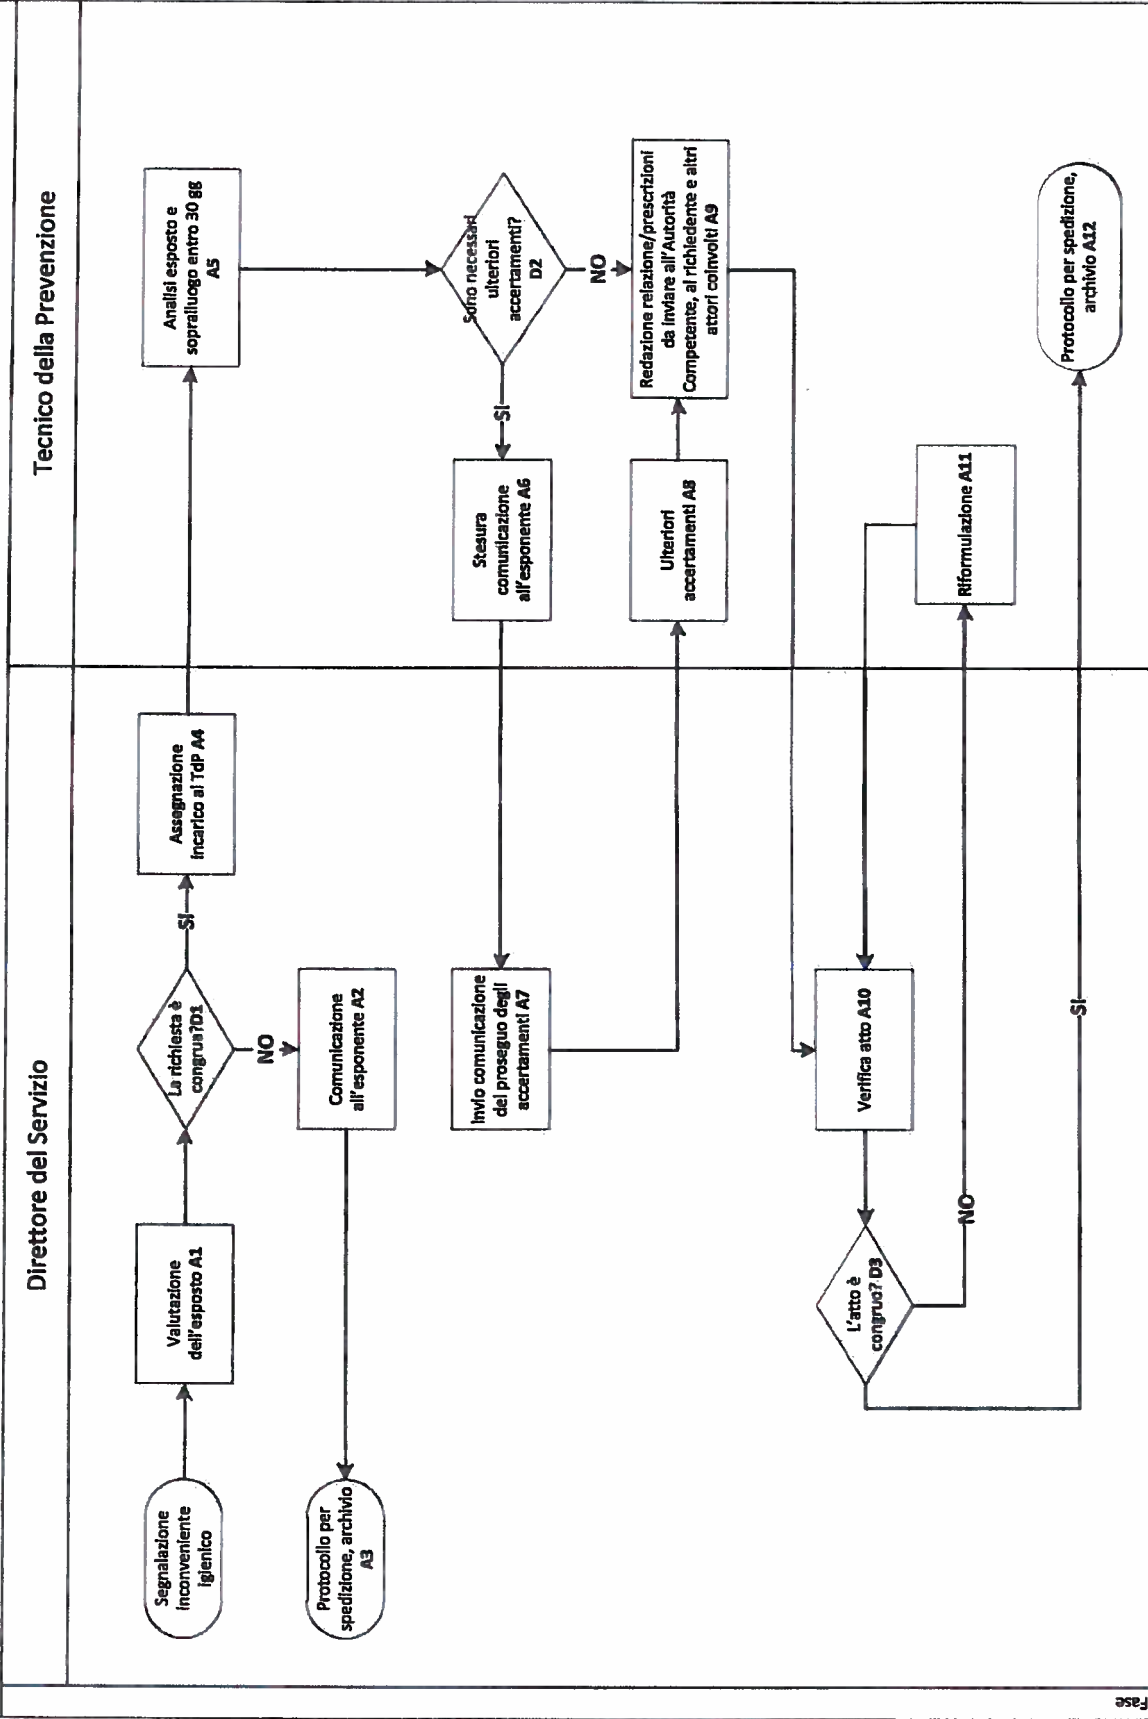 Direttore del Servizio
Tecnico della Prevenzione
Segnalazione
inconveniente
igienico
Valutazione
dell'esposto A1
La richiesta è
congrua?D1
SI
Assegnazione
incarico al TdP A4
Analisi esposto e
sopralluogo entro 30 gg
A5
NO
Comunicazione
all'esponente A2
Protocollo per
spedizione, archivio
A3
Sono necessari
ulteriori
accertamenti?
D2
SI
Stesura
comunicazione
all'esponente A6
Invio comunicazione
del proseguo degli
accertamenti A7
NO
Ulteriori
accertamenti A8
Redazione relazione/prescrizioni
da inviare all'Autorità
Competente, al richiedente e altri
attori coinvolti A9
Verifica atto A10
L'atto è
congruo? D3
NO
Riformulazione A11
SI
Protocollo per spedizione,
archivio A12
Fase